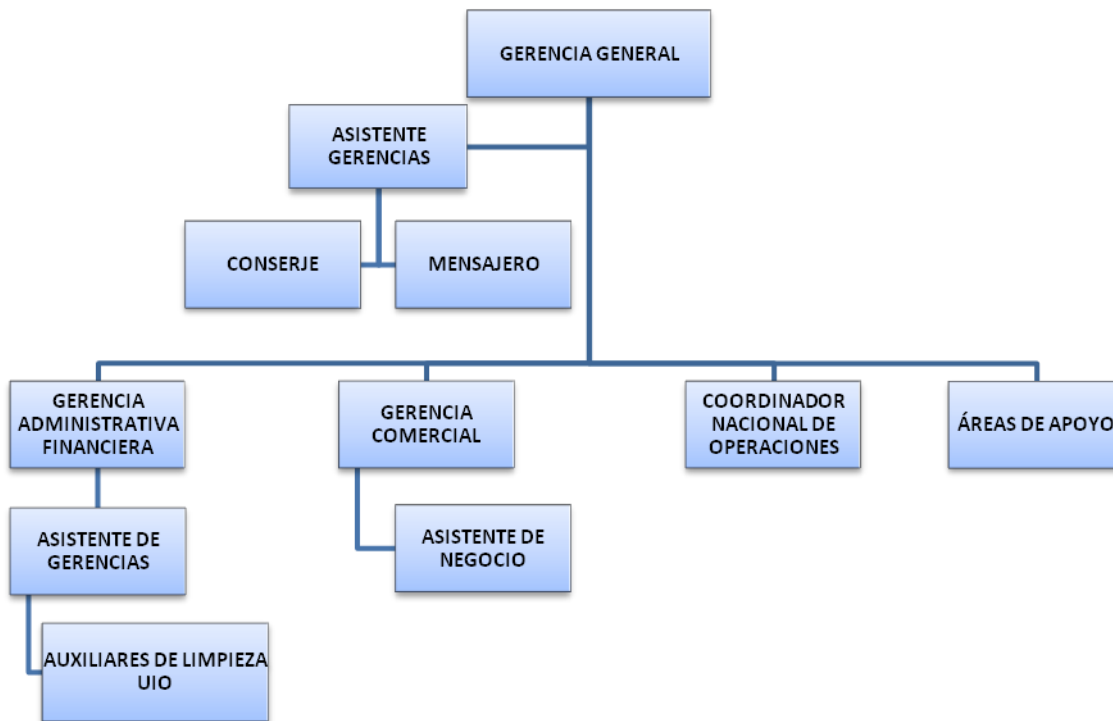 GERENCIA GENERAL
ASISTENTE
GERENCIAS
CONSERJE
MENSAJERO
GERENCIA
ADMINISTRATIVA
FINANCIERA
GERENCIA
COMERCIAL
COORDINADOR
NACIONAL DE
OPERACIONES
ÁREAS DE APOYO
ASISTENTE DE
GERENCIAS
ASISTENTE DE
NEGOCIO
AUXILIARES DE LIMPIEZA
UIO